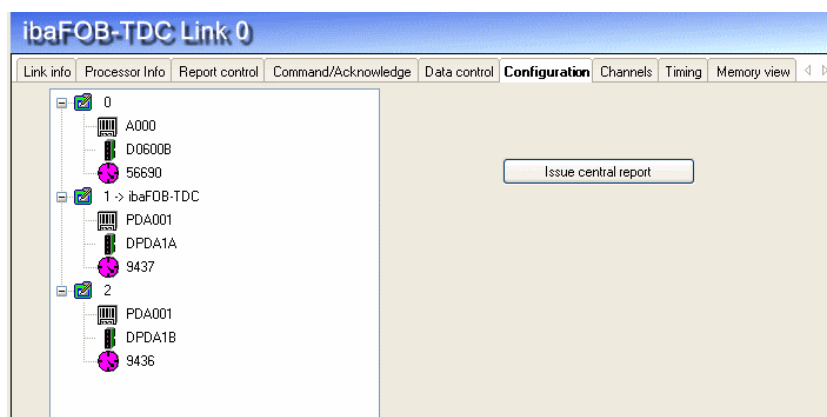 ibaFOB-TDC Link 0
Link info Processor Info Report control Command/Acknowledge Data control Configuration Channels Timing Memory view
0
A000
D0600B
56690
Issue central report
1 -> ibaFOB-TDC
PDA001
DPDA1A
9437
2
PDA001
DPDA1B
9436